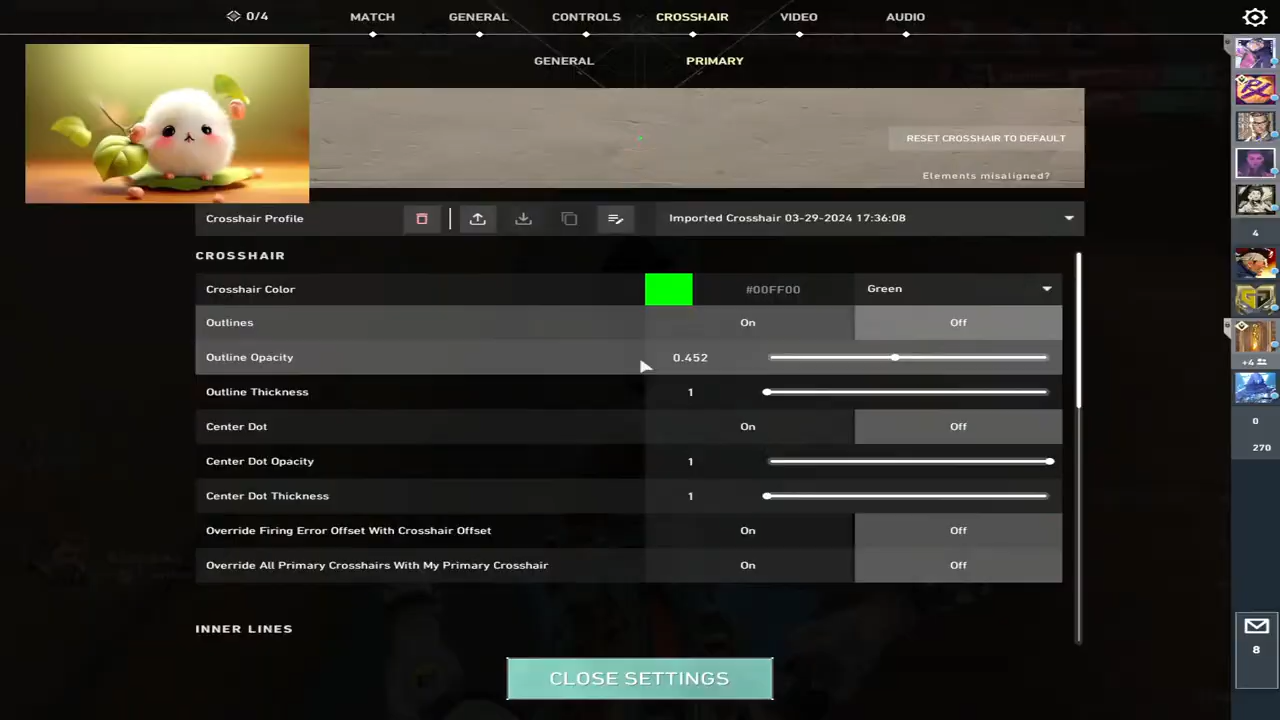 0/4
MATCH
GENERAL
CONTROLS
CROSSHAIR
VIDEO
AUDIO
GENERAL
PRIMARY
RESET CROSSHAIR TO DEFAULT
Elements misaligned?
Crosshair Profile
Imported Crosshair 03-29-2024 17:36:08
CROSSHAIR
Crosshair Color #00FF00 Green
Outlines On Off
Outline Opacity 0.452
Outline Thickness 1
Center Dot On Off
Center Dot Opacity 1
Center Dot Thickness 1
Override Firing Error Offset With Crosshair Offset On Off
Override All Primary Crosshairs With My Primary Crosshair On Off
INNER LINES
CLOSE SETTINGS
4
+4
0
270
8